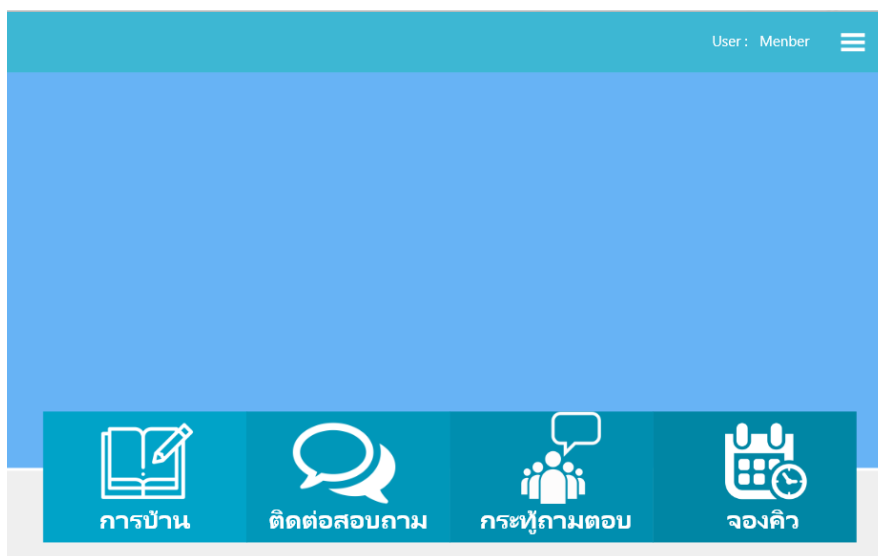 User : Menber
การบ้าน
ติดต่อสอบถาม
กระทู้ถามตอบ
จองคิว